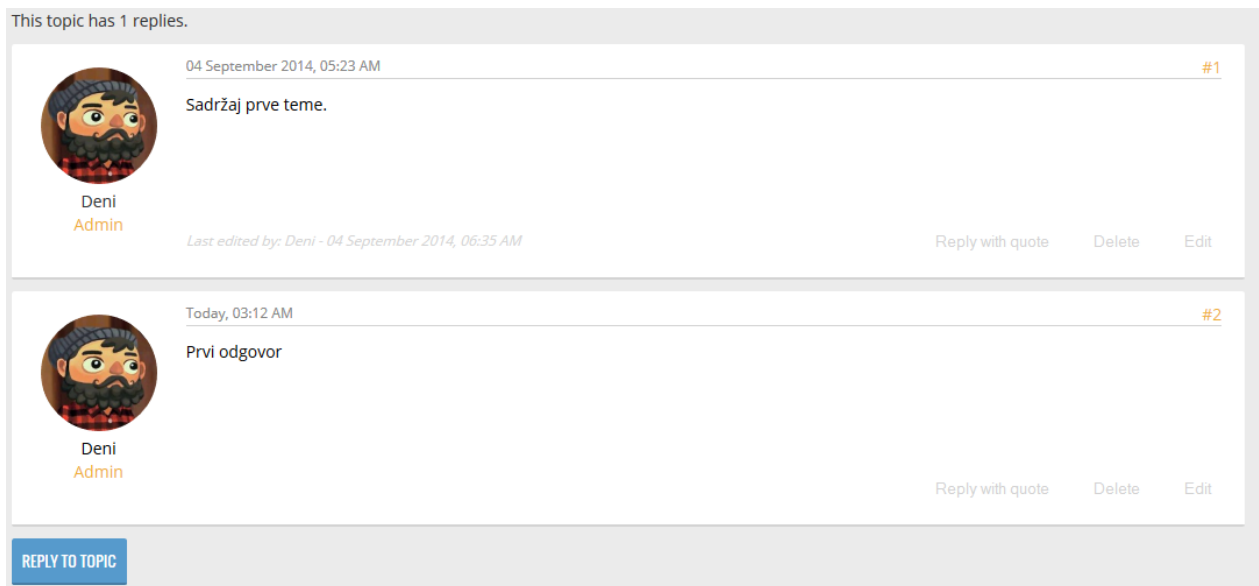 This topic has 1 replies.
04 September 2014, 05:23 AM #1
Sadržaj prve teme.
Deni
Admin
Last edited by: Deni - 04 September 2014, 06:35 AM Reply with quote Delete Edit
Today, 03:12 AM #2
Prvi odgovor
Deni
Admin
Reply with quote Delete Edit
REPLY TO TOPIC